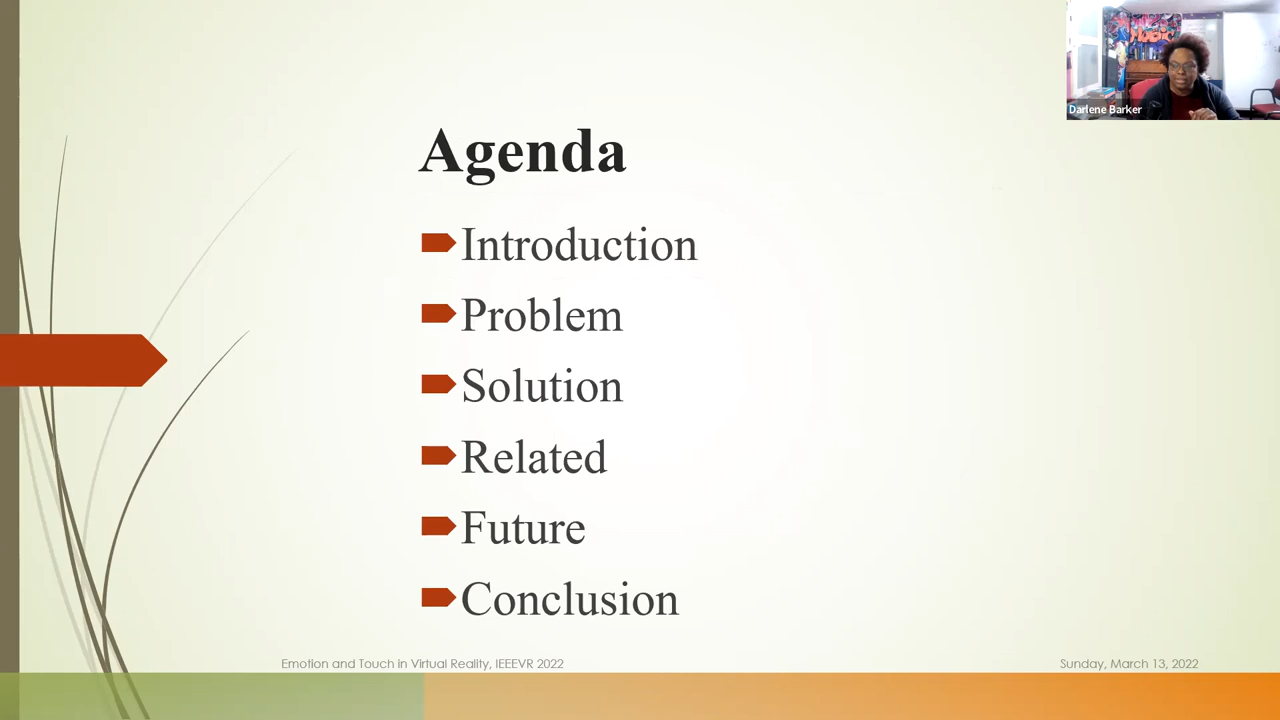 Darlene Barker
Agenda
Introduction
Problem
Solution
Related
Future
Conclusion
Emotion and Touch in Virtual Reality, IEEEVR 2022
Sunday, March 13, 2022